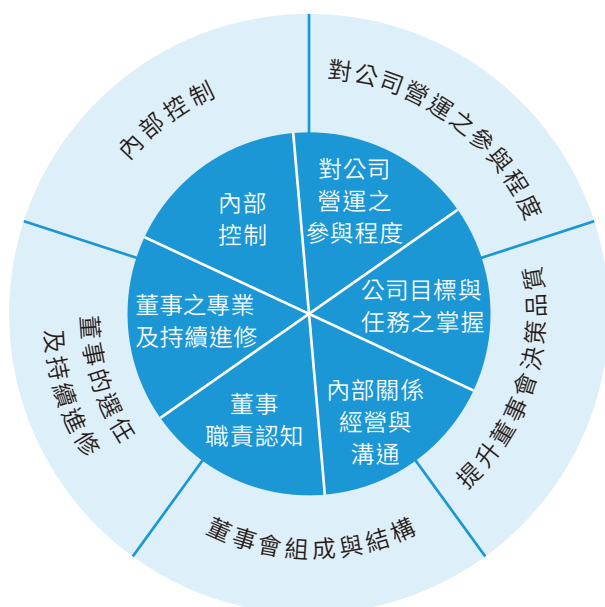 對公司營運之參與程度
提升董事會決策品質
董事會組成與結構
董事的選任
及持續進修
內部控制
對公司
營運之
參與程度
公司目標與
任務之掌握
內部關係
經營與
溝通
董事
職責認知
董事之專業
及持續進修
內部
控制